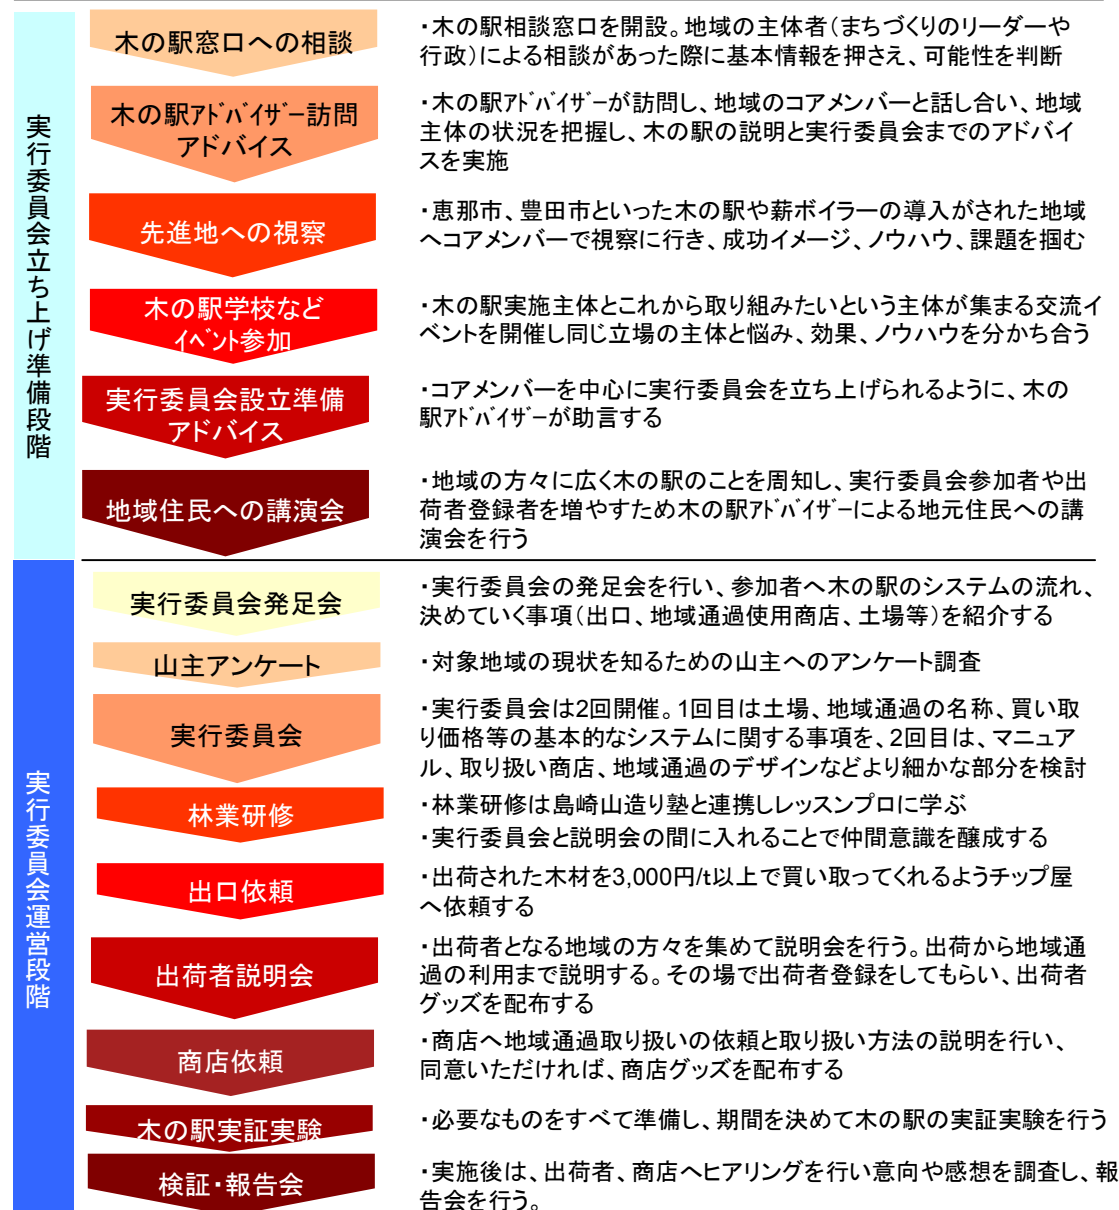 実行委員会立ち上げ準備段階
木の駅窓口への相談
・木の駅相談窓口を開設。地域の主体者（まちづくりのリーダーや
行政）による相談があった際に基本情報を押さえ、可能性を判断
木の駅ｱﾄﾞﾊﾞｲｻﾞｰ訪問
アドバイス
・木の駅ｱﾄﾞﾊﾞｲｻﾞｰが訪問し、地域のコアメンバーと話し合い、地域
主体の状況を把握し、木の駅の説明と実行委員会までのアドバイ
スを実施
先進地への視察
・恵那市、豊田市といった木の駅や薪ボイラーの導入がされた地域
へコアメンバーで視察に行き、成功イメージ、ノウハウ、課題を掴む
木の駅学校など
ｲﾍﾞﾝﾄ参加
・木の駅実施主体とこれから取り組みたいという主体が集まる交流イ
ベントを開催し同じ立場の主体と悩み、効果、ノウハウを分かち合う
実行委員会設立準備
アドバイス
・コアメンバーを中心に実行委員会を立ち上げられるように、木の
駅ｱﾄﾞﾊﾞｲｻﾞｰが助言する
地域住民への講演会
・地域の方々に広く木の駅のことを周知し、実行委員会参加者や出
荷者登録者を増やすため木の駅ｱﾄﾞﾊﾞｲｻﾞｰによる地元住民への講
演会を行う
実行委員会運営段階
実行委員会発足会
・実行委員会の発足会を行い、参加者へ木の駅のシステムの流れ、
決めていく事項（出口、地域通過使用商店、土場等）を紹介する
山主アンケート
・対象地域の現状を知るための山主へのアンケート調査
実行委員会
・実行委員会は2回開催。1回目は土場、地域通過の名称、買い取
り価格等の基本的なシステムに関する事項を、2回目は、マニュア
ル、取り扱い商店、地域通過のデザインなどより細かな部分を検討
林業研修
・林業研修は島崎山造り塾と連携しレッスンプロに学ぶ
・実行委員会と説明会の間に入れることで仲間意識を醸成する
出口依頼
・出荷された木材を3,000円/t以上で買い取ってくれるようチップ屋
へ依頼する
出荷者説明会
・出荷者となる地域の方々を集めて説明会を行う。出荷から地域通
過の利用まで説明する。その場で出荷者登録をしてもらい、出荷者
グッズを配布する
商店依頼
・商店へ地域通過取り扱いの依頼と取り扱い方法の説明を行い、
同意いただければ、商店グッズを配布する
木の駅実証実験
・必要なものをすべて準備し、期間を決めて木の駅の実証実験を行う
検証・報告会
・実施後は、出荷者、商店へヒアリングを行い意向や感想を調査し、報
告会を行う。